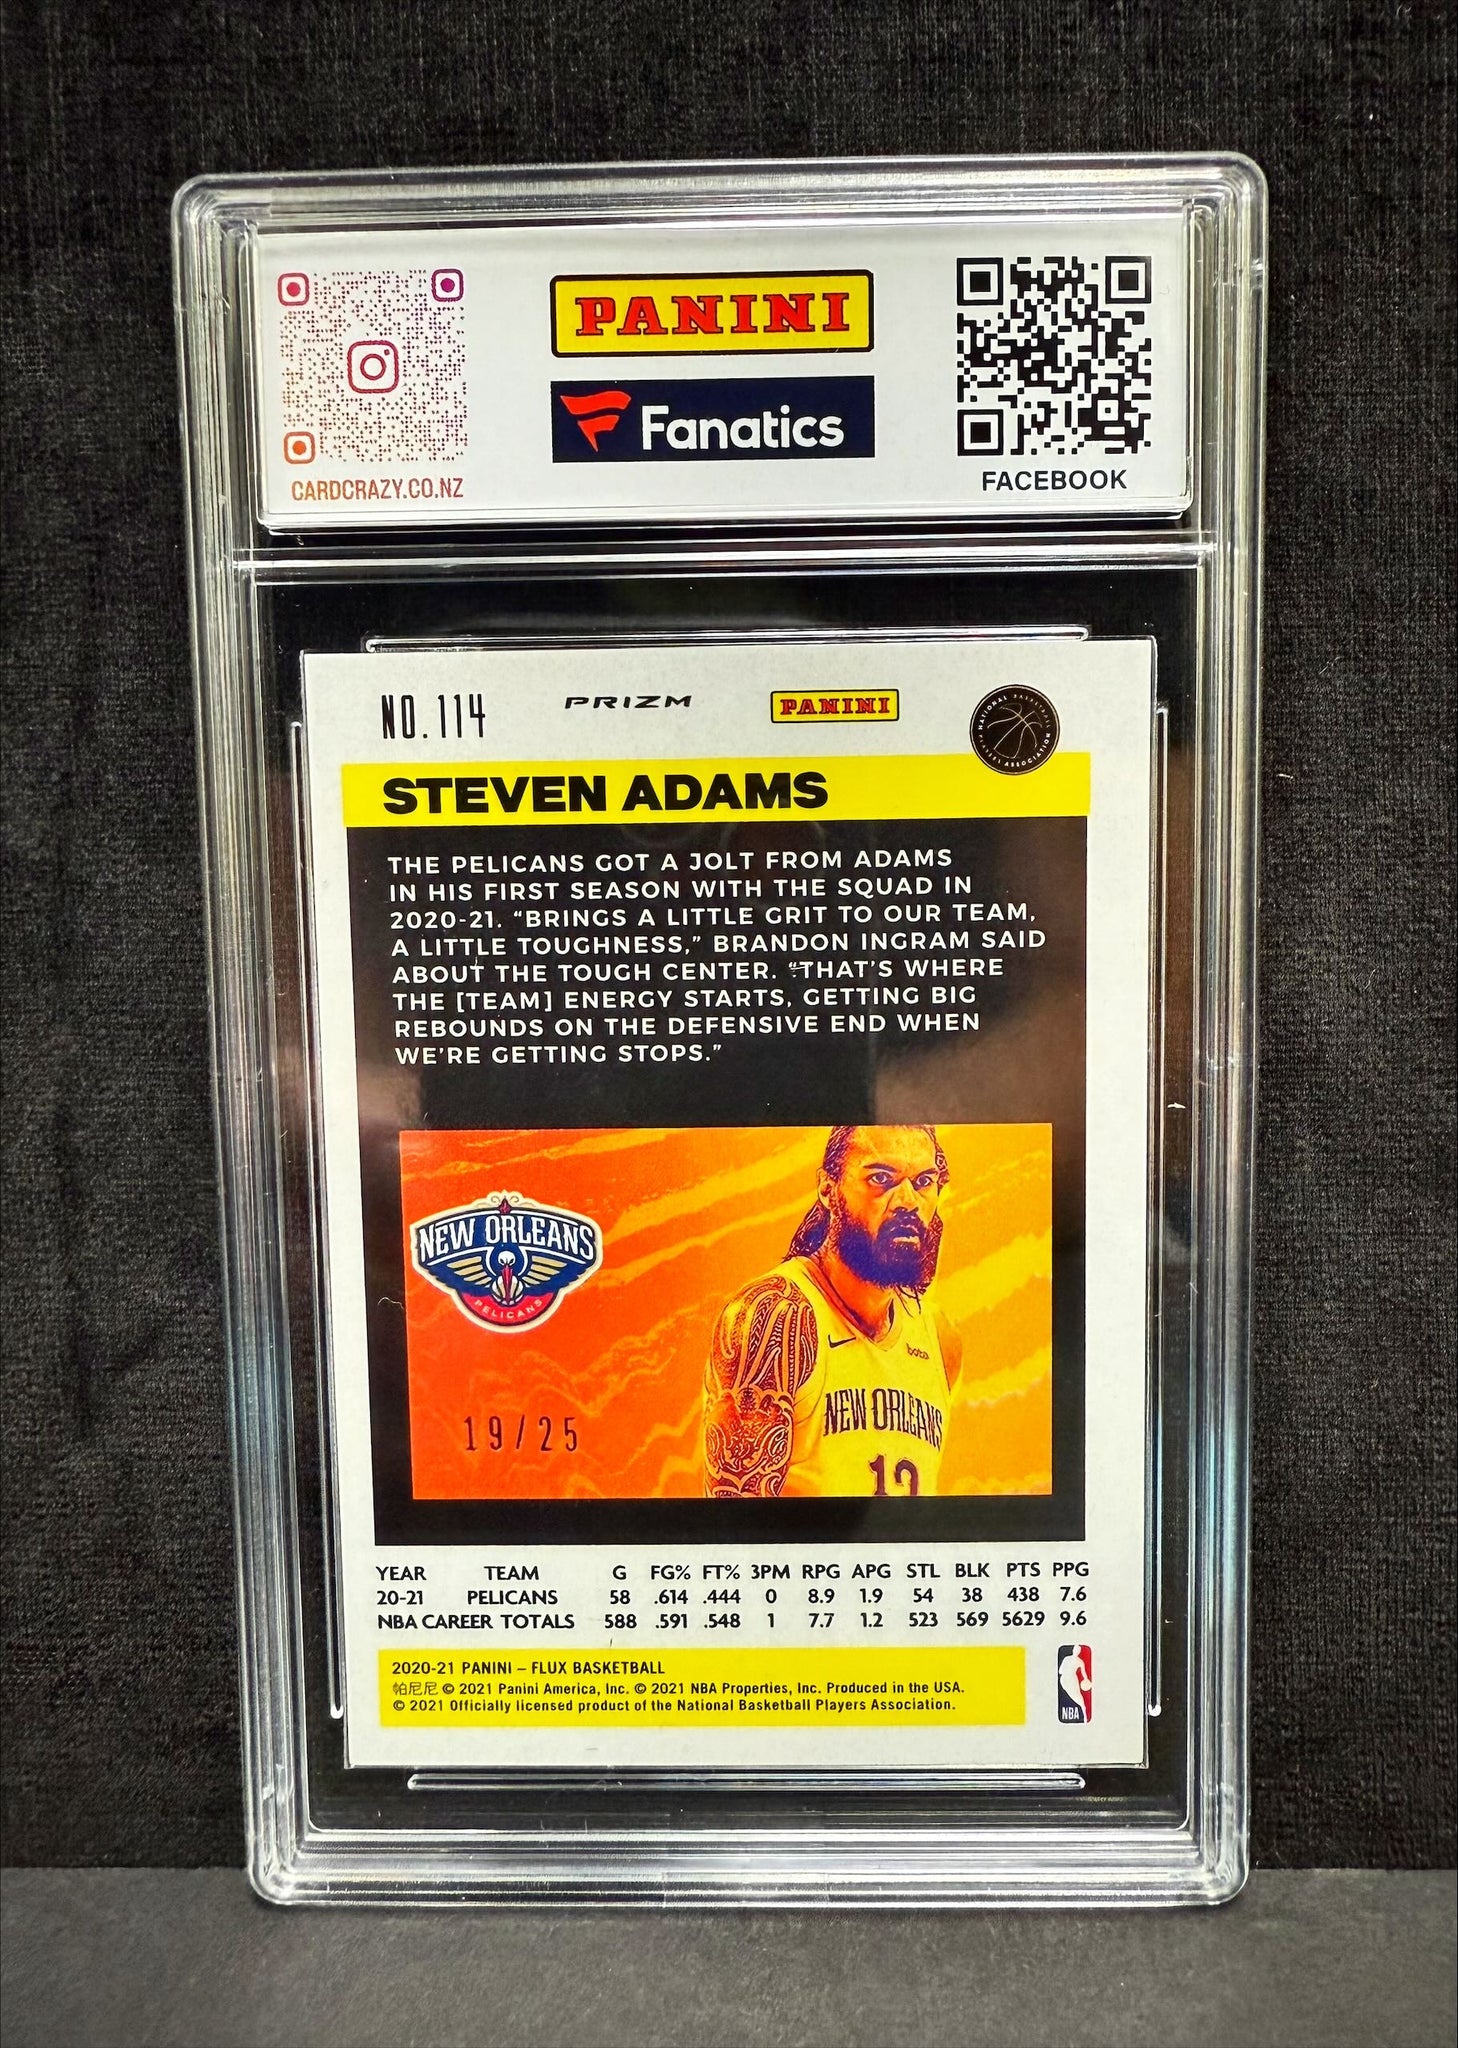 PANINI
Fanatics
CARDCRAZY.CO.NZ
FACEBOOK
NO. 114
PRIZM
PANINI
NATIONAL BASKETBALL
PLAYERS ASSOCIATION
STEVEN ADAMS
THE PELICANS GOT A JOLT FROM ADAMS
IN HIS FIRST SEASON WITH THE SQUAD IN
2020-21. “BRINGS A LITTLE GRIT TO OUR TEAM,
A LITTLE TOUGHNESS,” BRANDON INGRAM SAID
ABOUT THE TOUGH CENTER. “THAT’S WHERE
THE [TEAM] ENERGY STARTS, GETTING BIG
REBOUNDS ON THE DEFENSIVE END WHEN
WE’RE GETTING STOPS.”
NEW ORLEANS
PELICANS
bota
NEW ORLEANS
12
19/25
YEAR TEAM G FG% FT% 3PM RPG APG STL BLK PTS PPG
20-21 PELICANS 58 .614 .444 0 8.9 1.9 54 38 438 7.6
NBA CAREER TOTALS 588 .591 .548 1 7.7 1.2 523 569 5629 9.6
2020-21 PANINI – FLUX BASKETBALL
帕尼尼 © 2021 Panini America, Inc. © 2021 NBA Properties, Inc. Produced in the USA.
© 2021 Officially licensed product of the National Basketball Players Association.
NBA